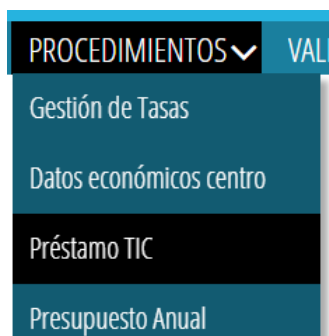 PROCEDIMIENTOS
Gestión de Tasas
Datos económicos centro
Préstamo TIC
Presupuesto Anual